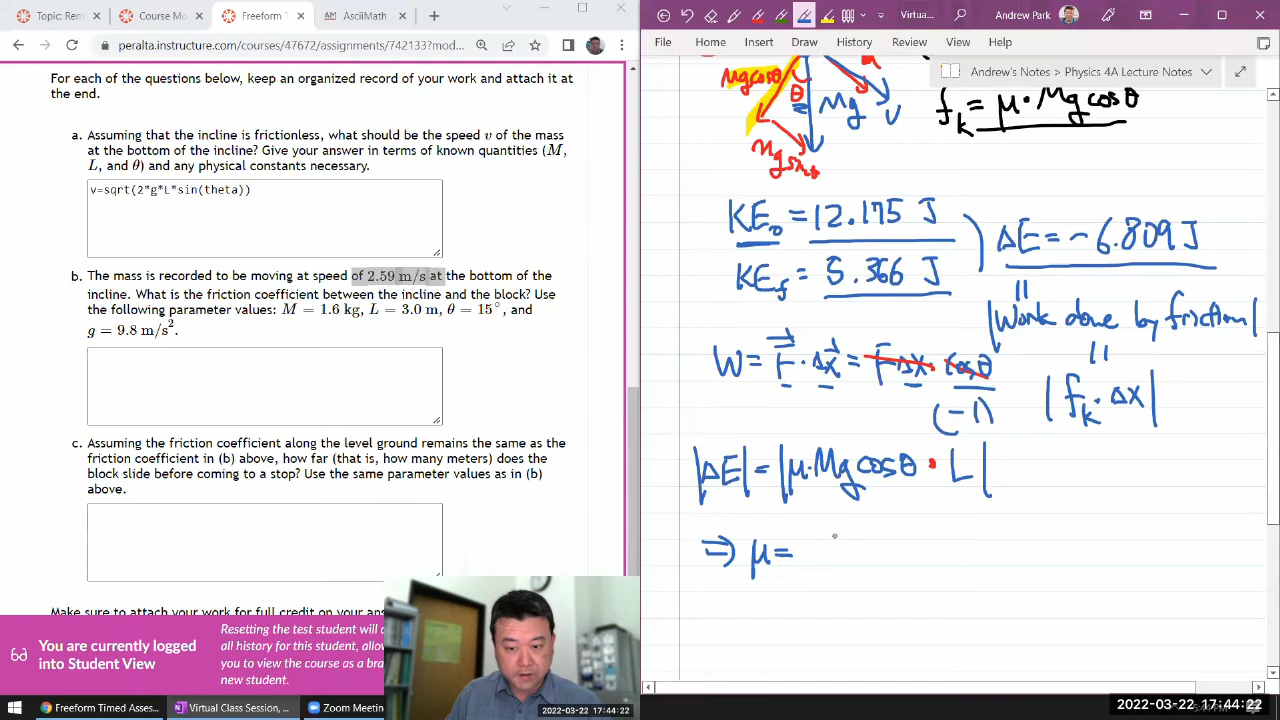 Topic: Rem
Course Mo
Freeform T
AsciiMath
peralta.instructure.com/courses/47672/assignments/742133?mod...
For each of the questions below, keep an organized record of your work and attach it at
the end.
a. Assuming that the incline is frictionless, what should be the speed v of the mass
at the bottom of the incline? Give your answer in terms of known quantities (M,
L, and θ) and any physical constants necessary.
v=sqrt(2*g*L*sin(theta))
b. The mass is recorded to be moving at speed of 2.59 m/s at the bottom of the
incline. What is the friction coefficient between the incline and the block? Use
the following parameter values: M = 1.6 kg, L = 3.0 m, θ = 15°, and
g = 9.8 m/s².
c. Assuming the friction coefficient along the level ground remains the same as the
friction coefficient in (b) above, how far (that is, how many meters) does the
block slide before coming to a stop? Use the same parameter values as in (b)
above.
Make sure to attach your work for full credit on your ans
You are currently logged
into Student View
Resetting the test student will
all history for this student, allo
you to view the course as a bra
new student.
Freeform Timed Asses...
Virtual Class Session, ...
Zoom Meeting
2022-03-22 17:44:22
Virtua...
Andrew Park
File Home Insert Draw History Review View Help
Andrew's Notes > Physics 4A Lecture Not
Mg cosθ
θ
Mg
v
Mg sinθ
f_k = μ·Mg cosθ
KE₀ = 12.175 J
KE_f = 5.366 J
ΔE = -6.809 J
Work done by friction
W = F·Δx = FΔx·cosθ
(-1)
|f_k·Δx|
|ΔE| = |μ·Mg cosθ · L|
⇒ μ =
2022-03-22 17:44:22